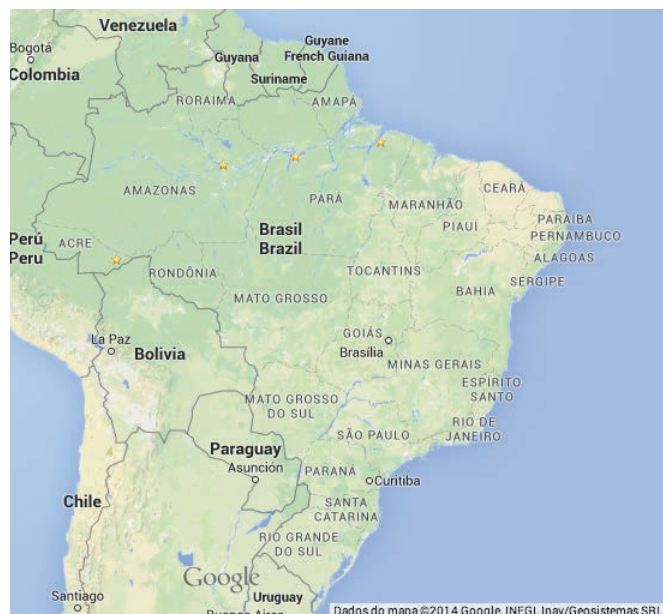 Venezuela
Bogotá
Colombia
Guyana
Guyane
French Guiana
Suriname
RORAIMA
AMAPÁ
AMAZONAS
PARÁ
MARANHÃO
CEARÁ
PIAUÍ
PARAÍBA
PERNAMBUCO
ALAGOAS
SERGIPE
Perú
Peru
ACRE
RONDÔNIA
Brasil
Brazil
TOCANTINS
MATO GROSSO
BAHIA
GOIÁS
Brasília
La Paz
Bolivia
MINAS GERAIS
ESPÍRITO
SANTO
MATO GROSSO
DO SUL
RIO DE
JANEIRO
SÃO PAULO
Paraguay
Asunción
PARANÁ
Curitiba
Chile
SANTA
CATARINA
RIO GRANDE
DO SUL
Google
Santiago
Uruguay
Buenos Aires
Dados do mapa ©2014 Google, INEGI, Inav/Geosistemas SRL